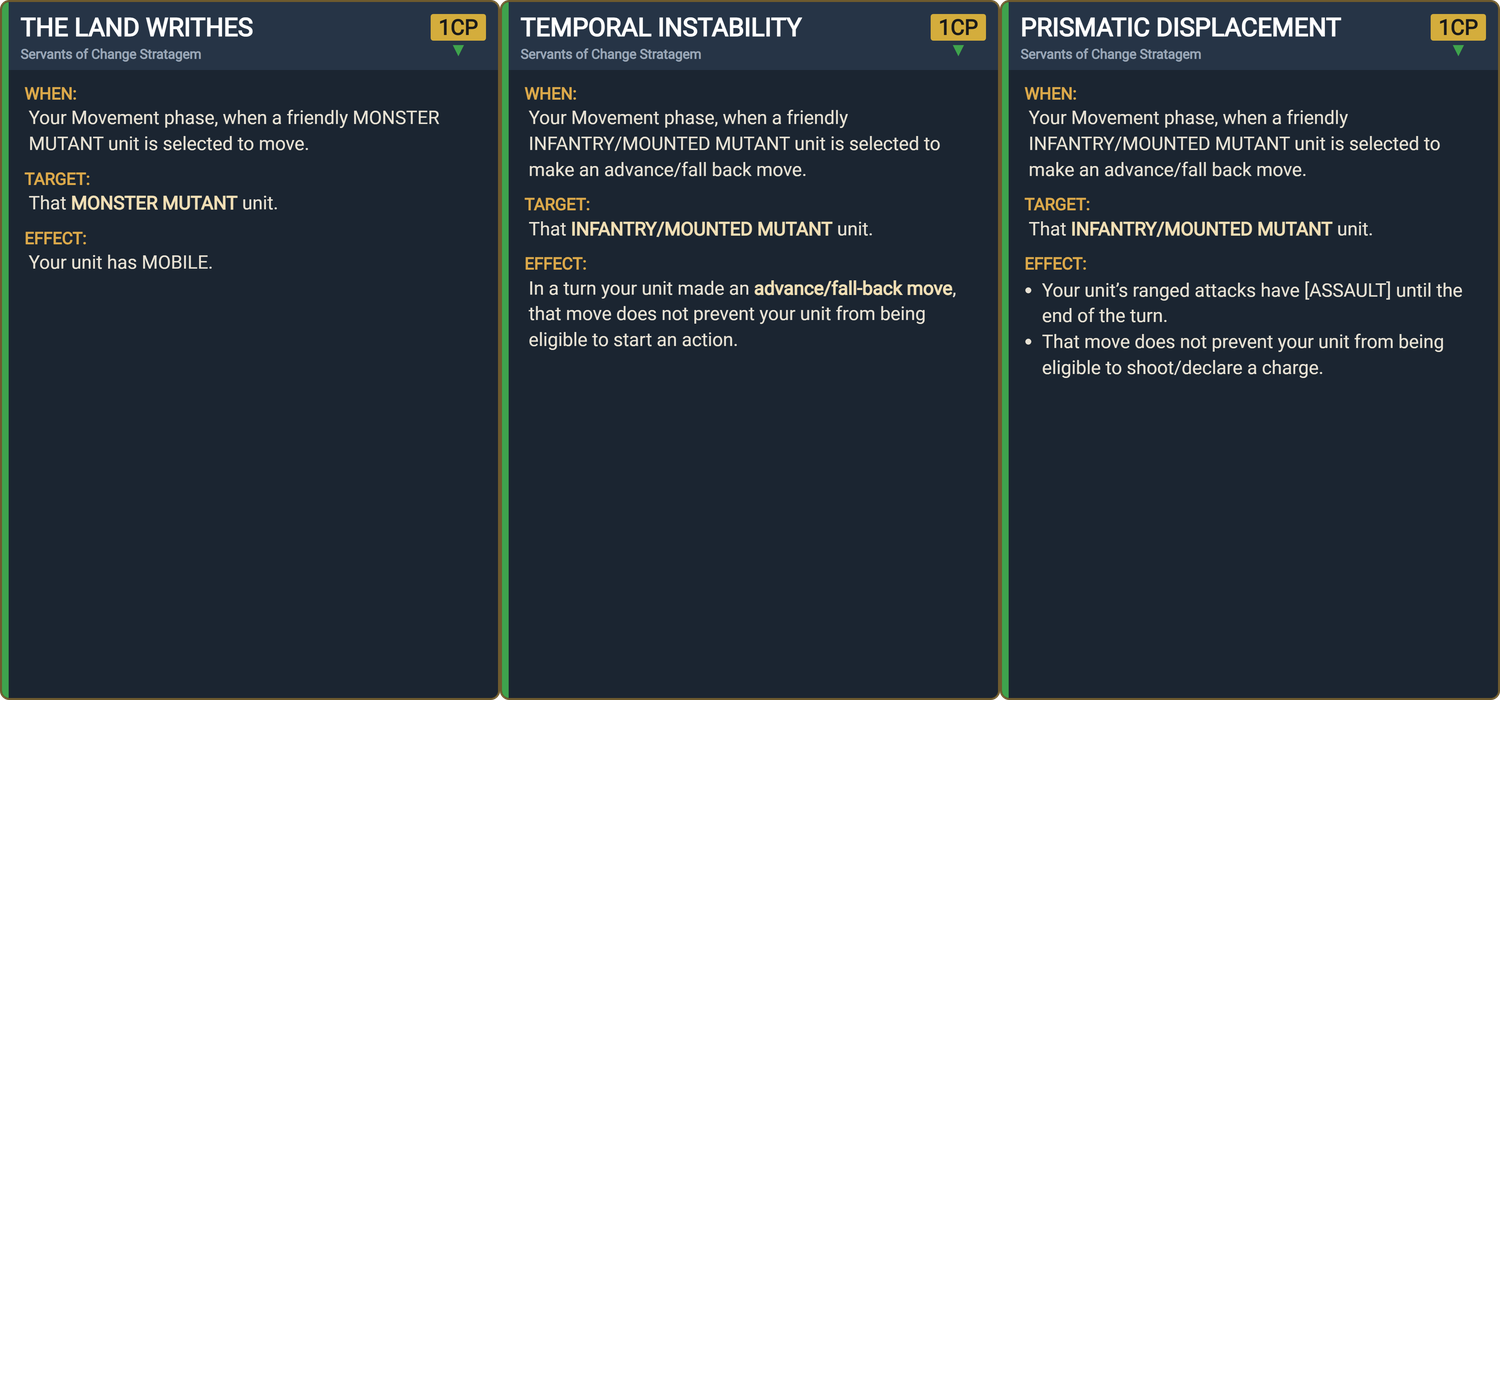 THE LAND WRITHES
1CP
Servants of Change Stratagem
WHEN:
Your Movement phase, when a friendly MONSTER
MUTANT unit is selected to move.
TARGET:
That MONSTER MUTANT unit.
EFFECT:
Your unit has MOBILE.
TEMPORAL INSTABILITY
1CP
Servants of Change Stratagem
WHEN:
Your Movement phase, when a friendly
INFANTRY/MOUNTED MUTANT unit is selected to
make an advance/fall back move.
TARGET:
That INFANTRY/MOUNTED MUTANT unit.
EFFECT:
In a turn your unit made an advance/fall-back move,
that move does not prevent your unit from being
eligible to start an action.
PRISMATIC DISPLACEMENT
1CP
Servants of Change Stratagem
WHEN:
Your Movement phase, when a friendly
INFANTRY/MOUNTED MUTANT unit is selected to
make an advance/fall back move.
TARGET:
That INFANTRY/MOUNTED MUTANT unit.
EFFECT:
• Your unit’s ranged attacks have [ASSAULT] until the
end of the turn.
• That move does not prevent your unit from being
eligible to shoot/declare a charge.